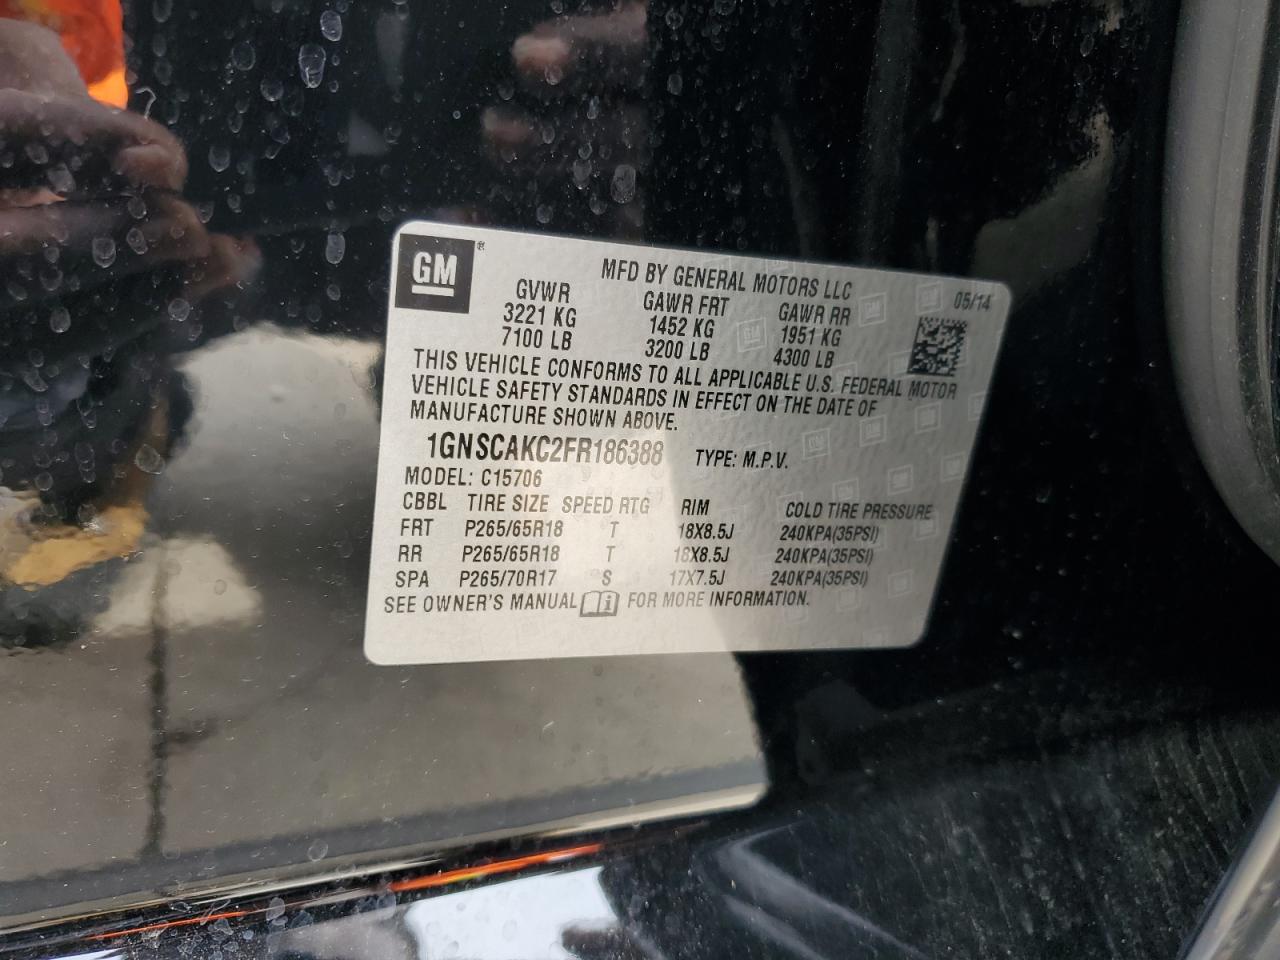 GM®
MFD BY GENERAL MOTORS LLC
05/14
GVWR GAWR FRT GAWR RR
3221 KG 1452 KG 1951 KG
7100 LB 3200 LB 4300 LB
THIS VEHICLE CONFORMS TO ALL APPLICABLE U.S. FEDERAL MOTOR
VEHICLE SAFETY STANDARDS IN EFFECT ON THE DATE OF
MANUFACTURE SHOWN ABOVE.
1GNSCAKC2FR186388 TYPE: M.P.V.
MODEL: C15706
CBBL TIRE SIZE SPEED RTG RIM COLD TIRE PRESSURE
FRT P265/65R18 T 18X8.5J 240KPA(35PSI)
RR P265/65R18 T 18X8.5J 240KPA(35PSI)
SPA P265/70R17 S 17X7.5J 240KPA(35PSI)
SEE OWNER'S MANUAL i FOR MORE INFORMATION.